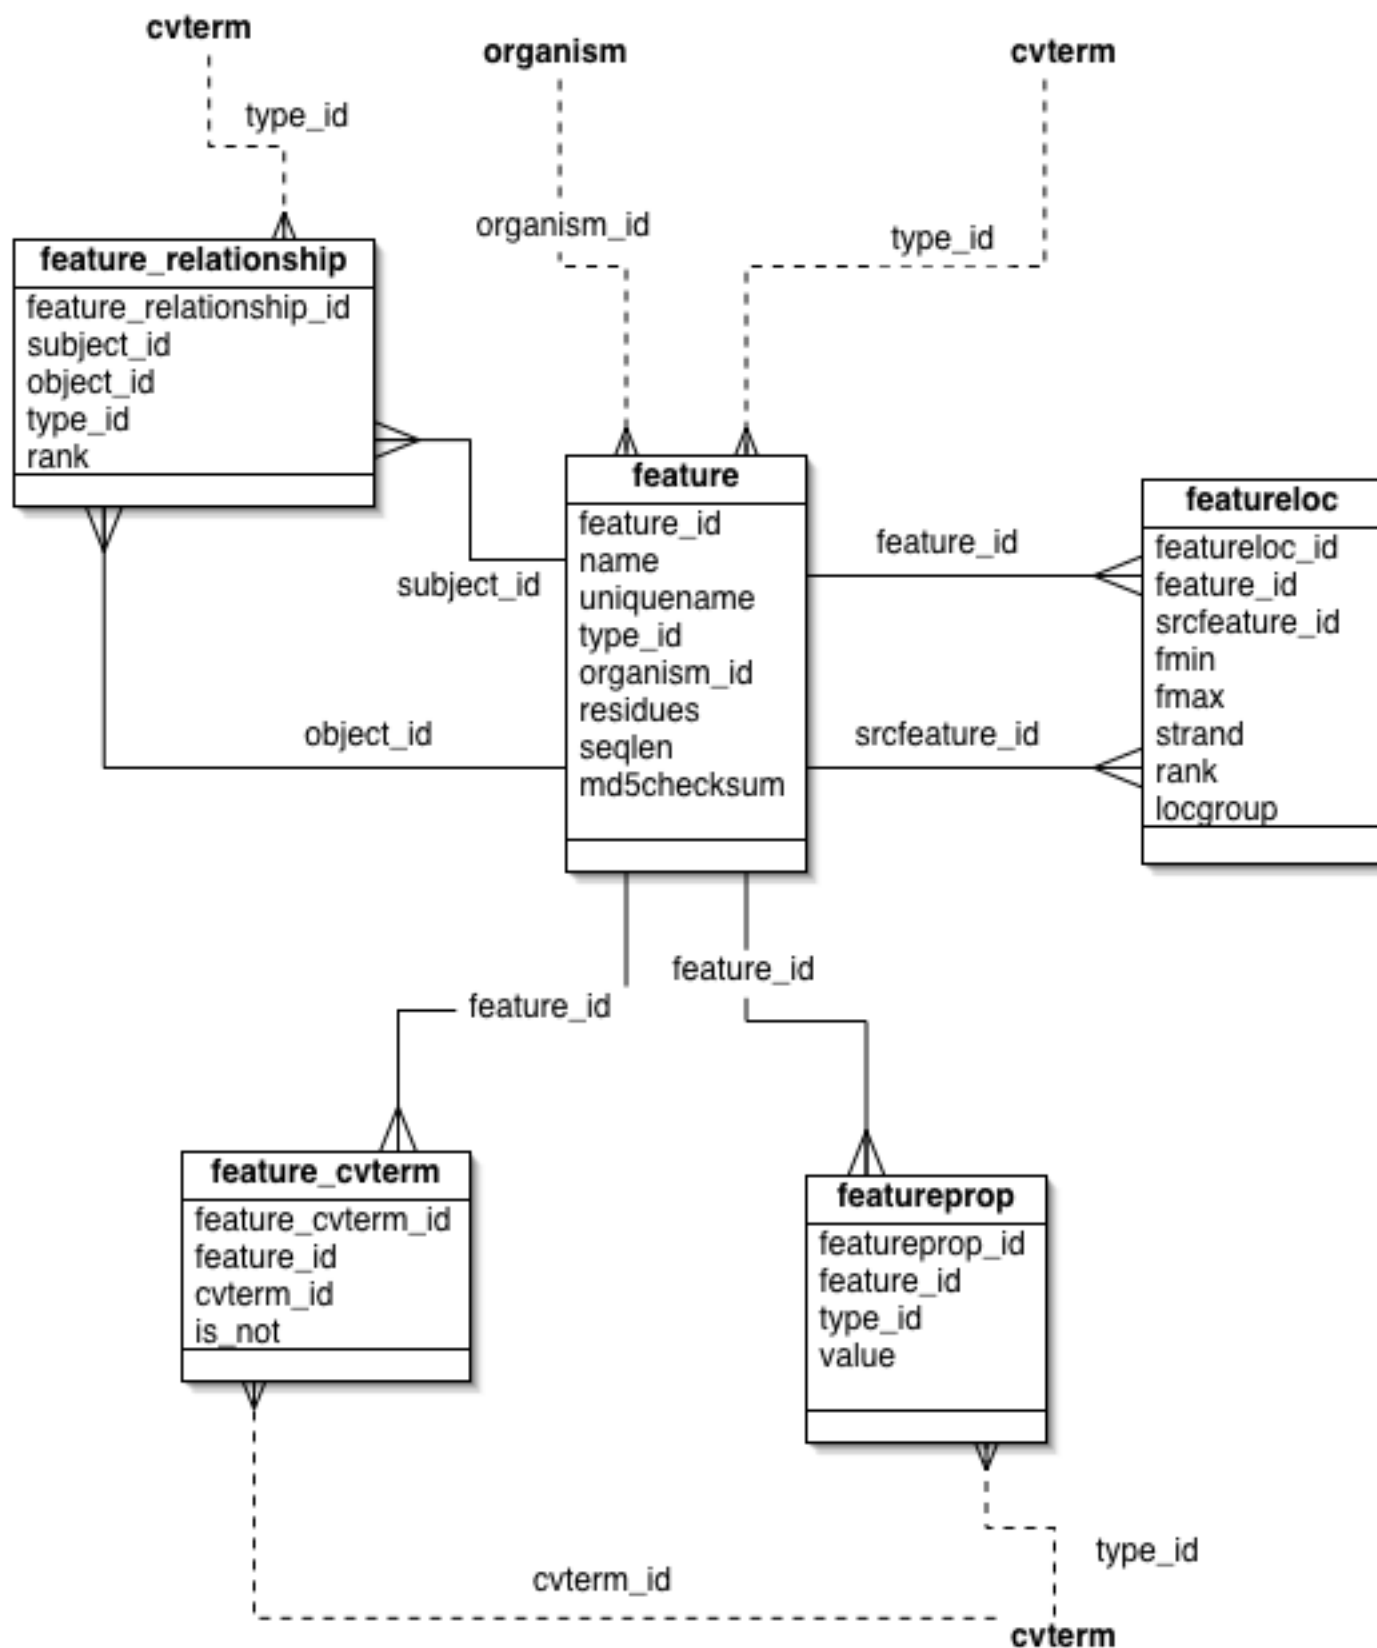 cvterm
organism
cvterm
type_id
organism_id
type_id
feature_relationship
feature_relationship_id
subject_id
object_id
type_id
rank
subject_id
object_id
feature
feature_id
name
uniquename
type_id
organism_id
residues
seqlen
md5checksum
feature_id
srcfeature_id
featureloc
featureloc_id
feature_id
srcfeature_id
fmin
fmax
strand
rank
locgroup
feature_id
feature_id
feature_cvterm
feature_cvterm_id
feature_id
cvterm_id
is_not
featureprop
featureprop_id
feature_id
type_id
value
type_id
cvterm_id
cvterm